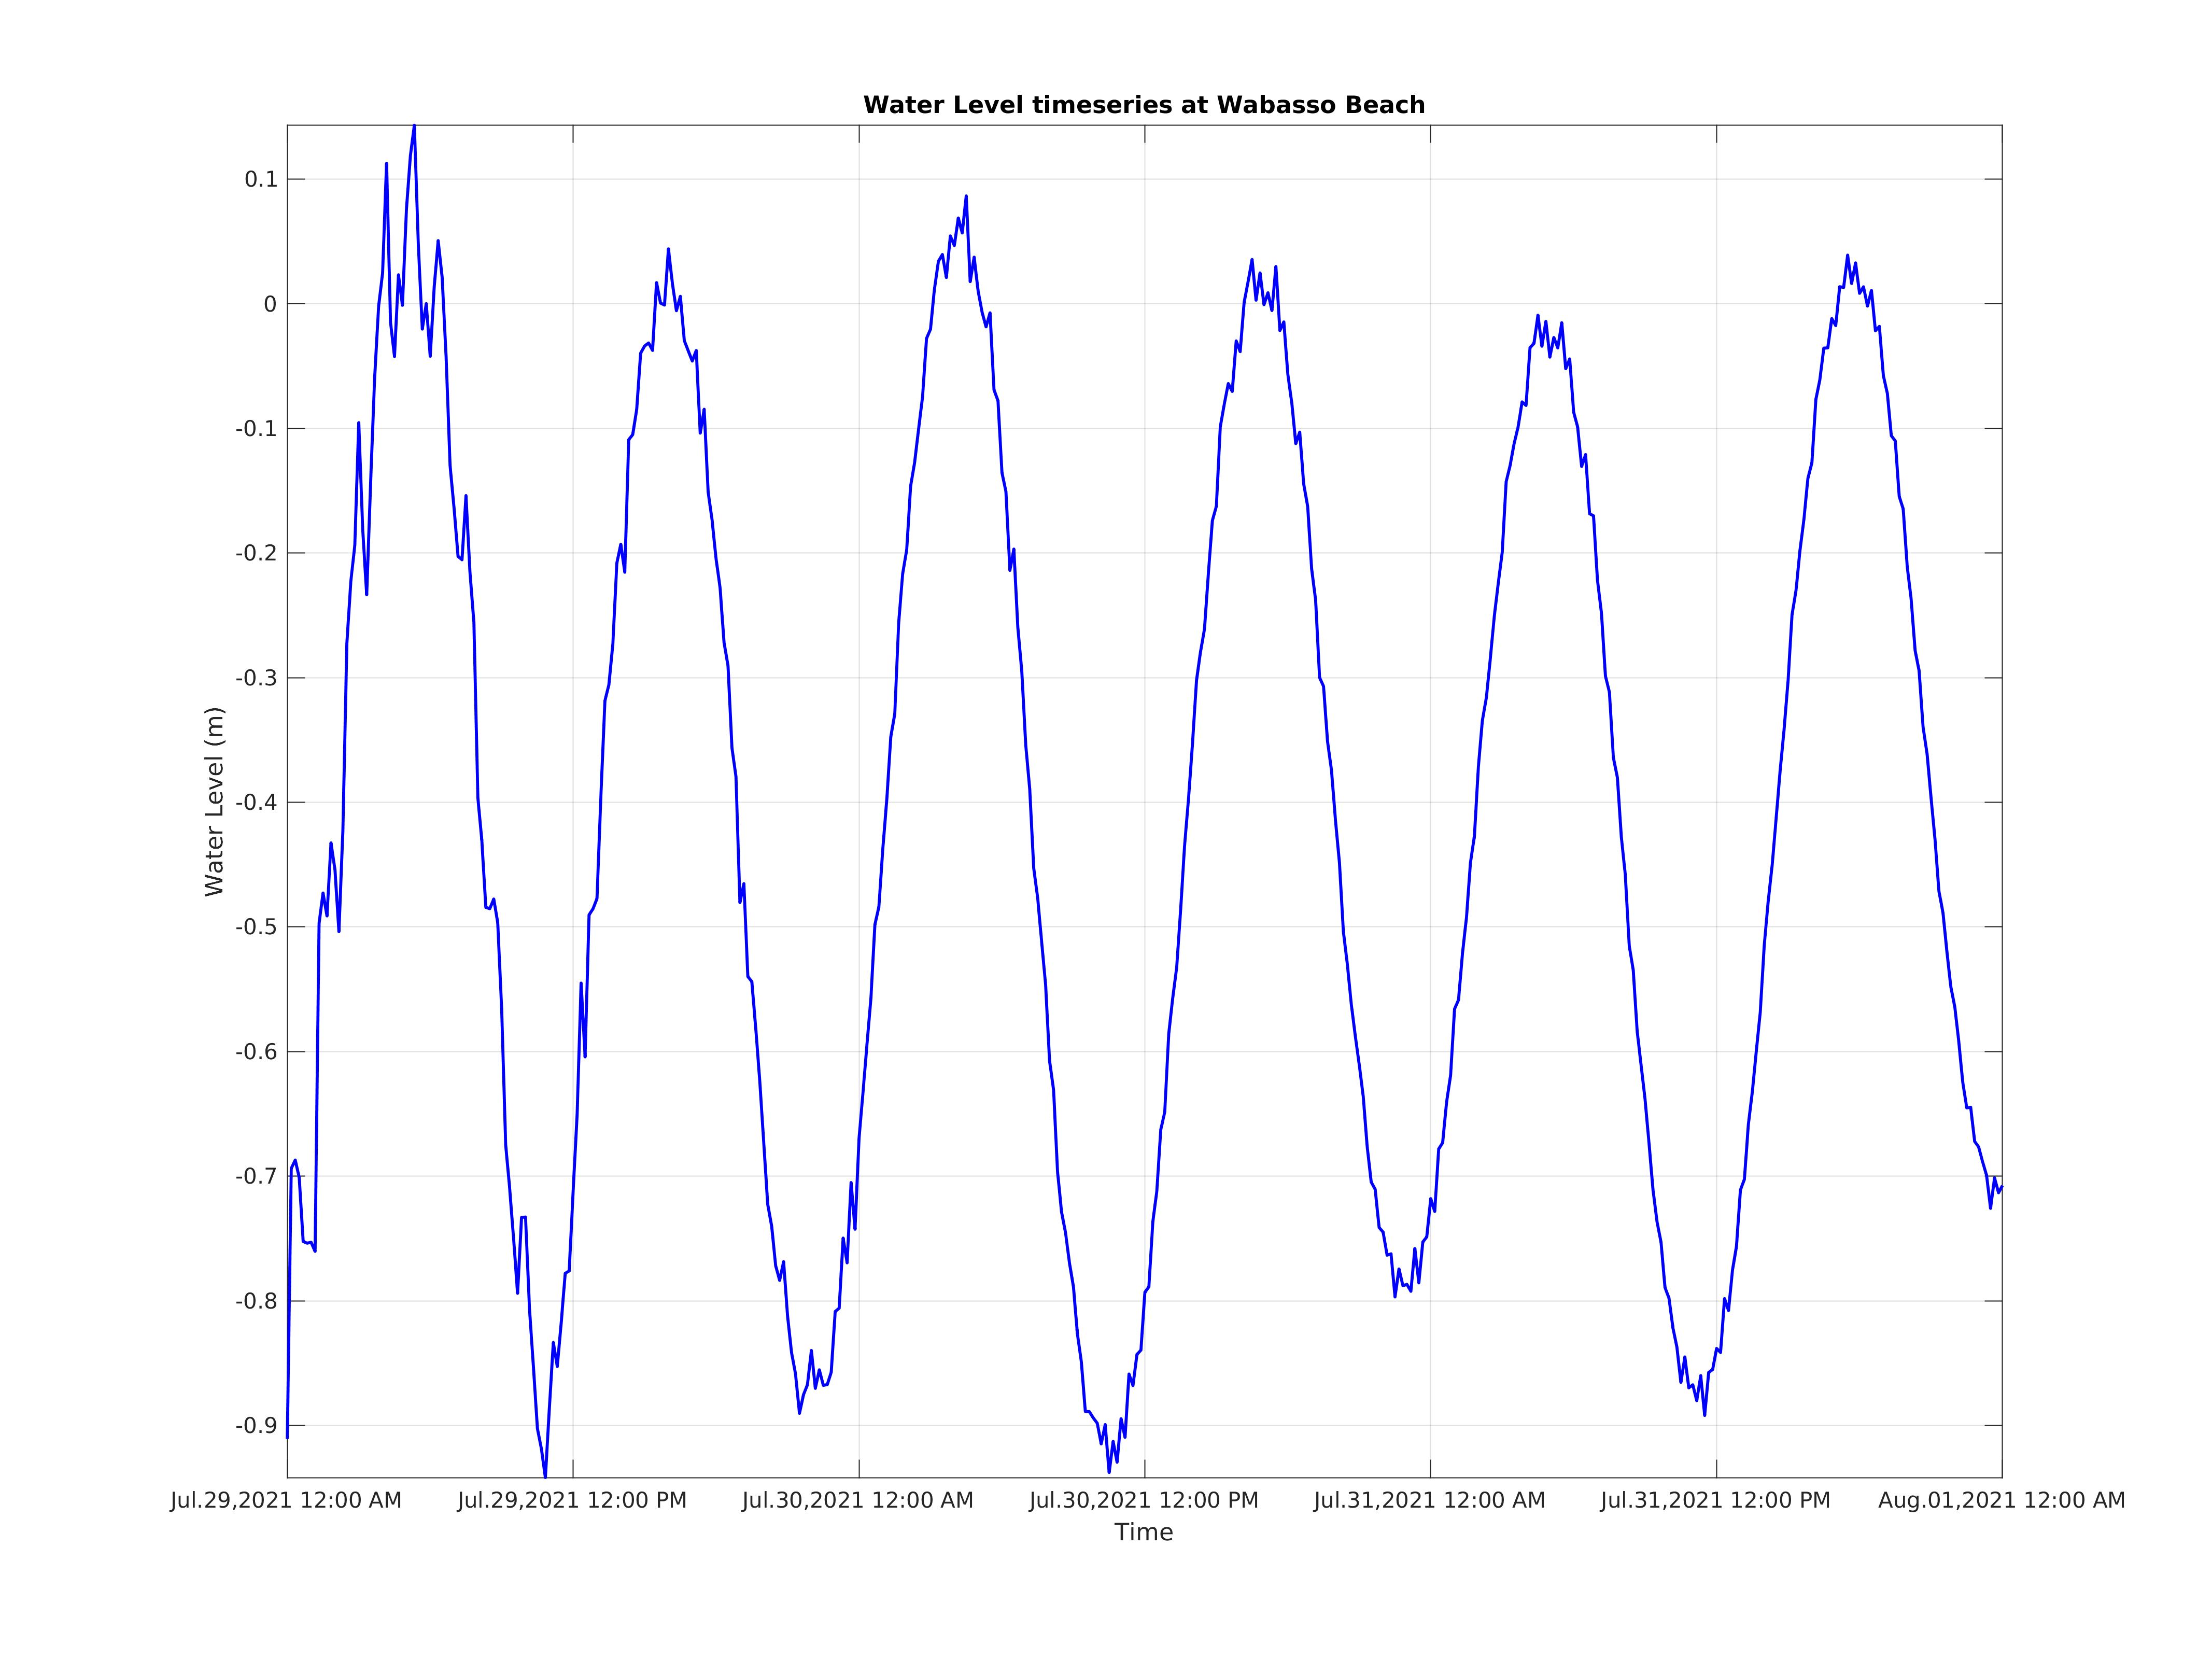 Water Level timeseries at Wabasso Beach
0.1
0
-0.1
-0.2
-0.3
-0.4
-0.5
-0.6
-0.7
-0.8
-0.9
Water Level (m)
Jul.29,2021 12:00 AM Jul.29,2021 12:00 PM Jul.30,2021 12:00 AM Jul.30,2021 12:00 PM Jul.31,2021 12:00 AM Jul.31,2021 12:00 PM Aug.01,2021 12:00 AM
Time